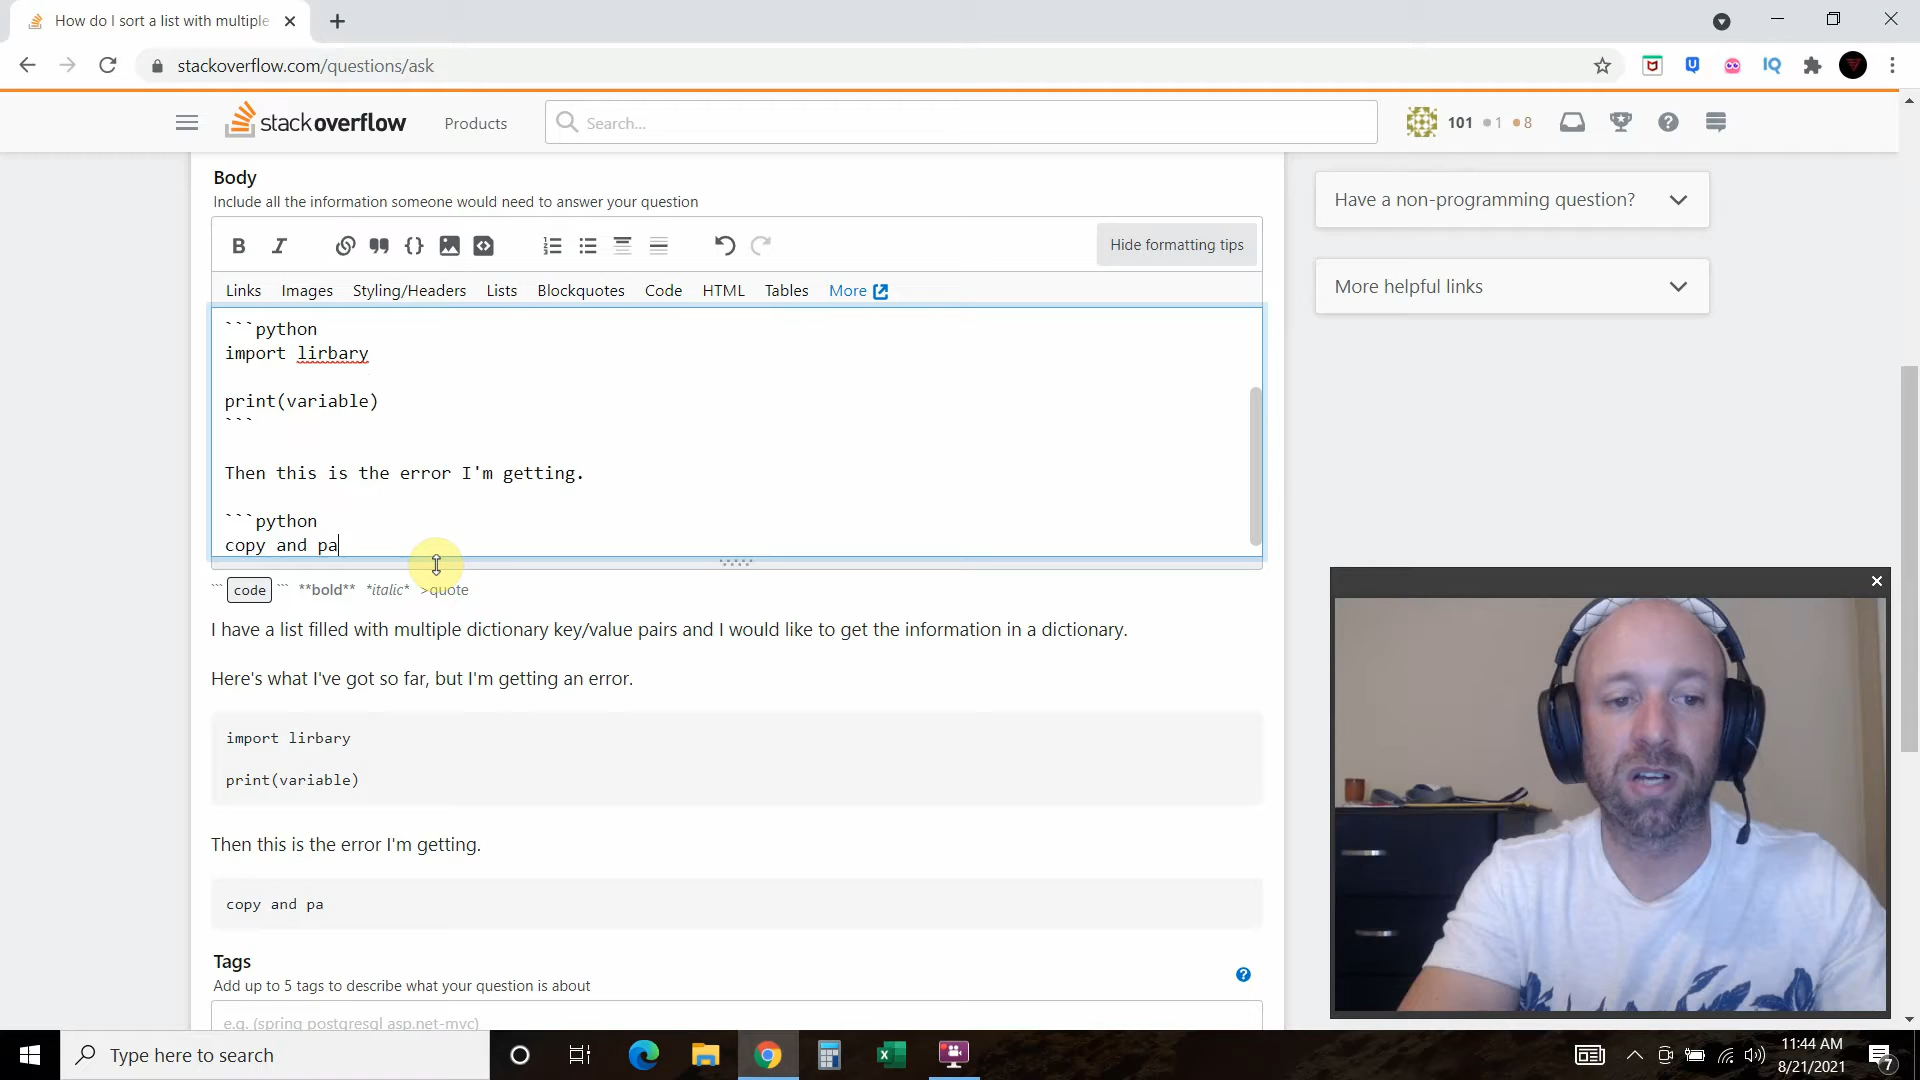 How do I sort a list with multiple
stackoverflow.com/questions/ask
IQ
stackoverflow
Products
Search...
101 1 8
Body
Include all the information someone would need to answer your question
B I {}
Hide formatting tips
Links Images Styling/Headers Lists Blockquotes Code HTML Tables More
```python
import lirbary
print(variable)
```
Then this is the error I'm getting.
```python
copy and pa
``` code ``` **bold** *italic* >quote
I have a list filled with multiple dictionary key/value pairs and I would like to get the information in a dictionary.
Here's what I've got so far, but I'm getting an error.
import lirbary
print(variable)
Then this is the error I'm getting.
copy and pa
Tags
Add up to 5 tags to describe what your question is about
e.g. (spring postgresql asp.net-mvc)
Have a non-programming question?
More helpful links
Type here to search
11:44 AM
8/21/2021
7